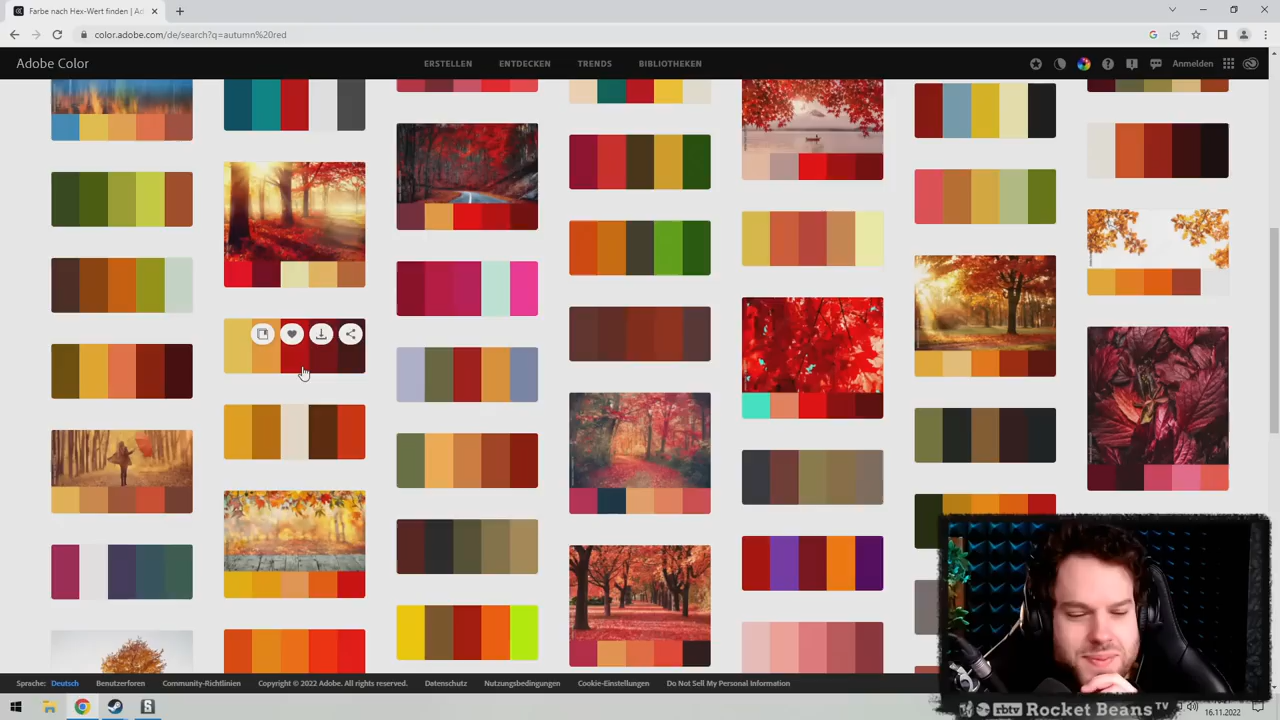 Farbe nach Hex-Wert finden | Ad
color.adobe.com/de/search?q=autumn%20red
Adobe Color
ERSTELLEN
ENTDECKEN
TRENDS
BIBLIOTHEKEN
Anmelden
Sprache: Deutsch
Benutzerforen
Community-Richtlinien
Copyright © 2022 Adobe. All rights reserved.
Datenschutz
Nutzungsbedingungen
Cookie-Einstellungen
Do Not Sell My Personal Information
rbtv ROCKET BEANS TV
16.11.2022